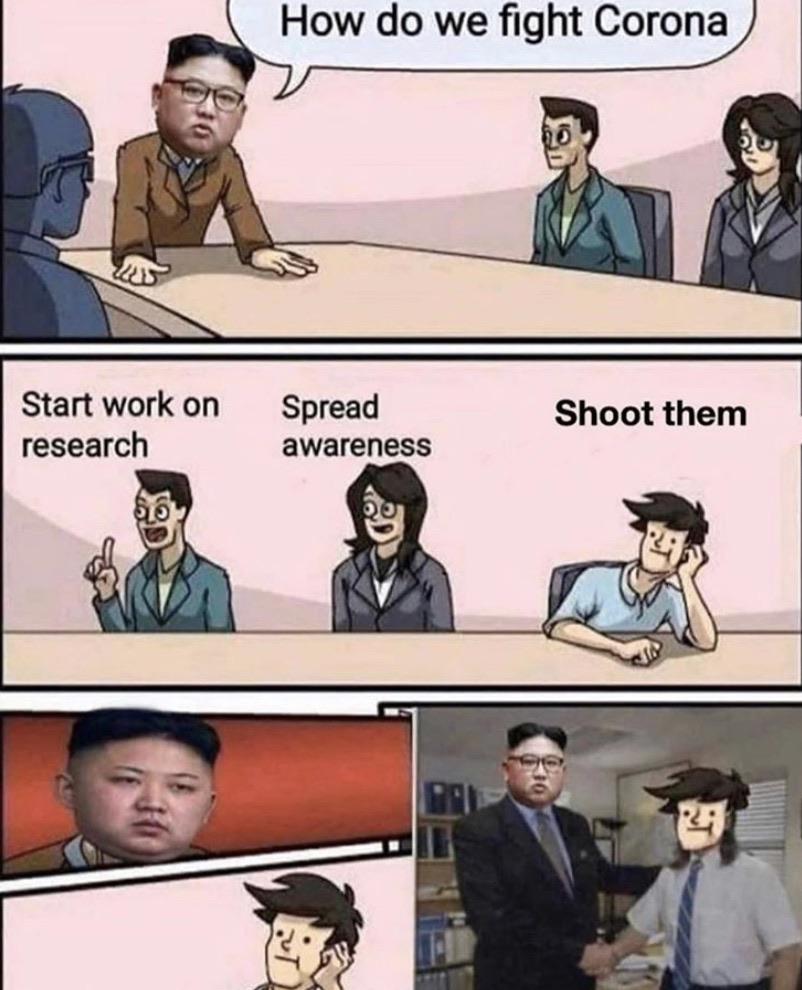 How do we fight Corona
Start work on
research
Spread
awareness
Shoot them